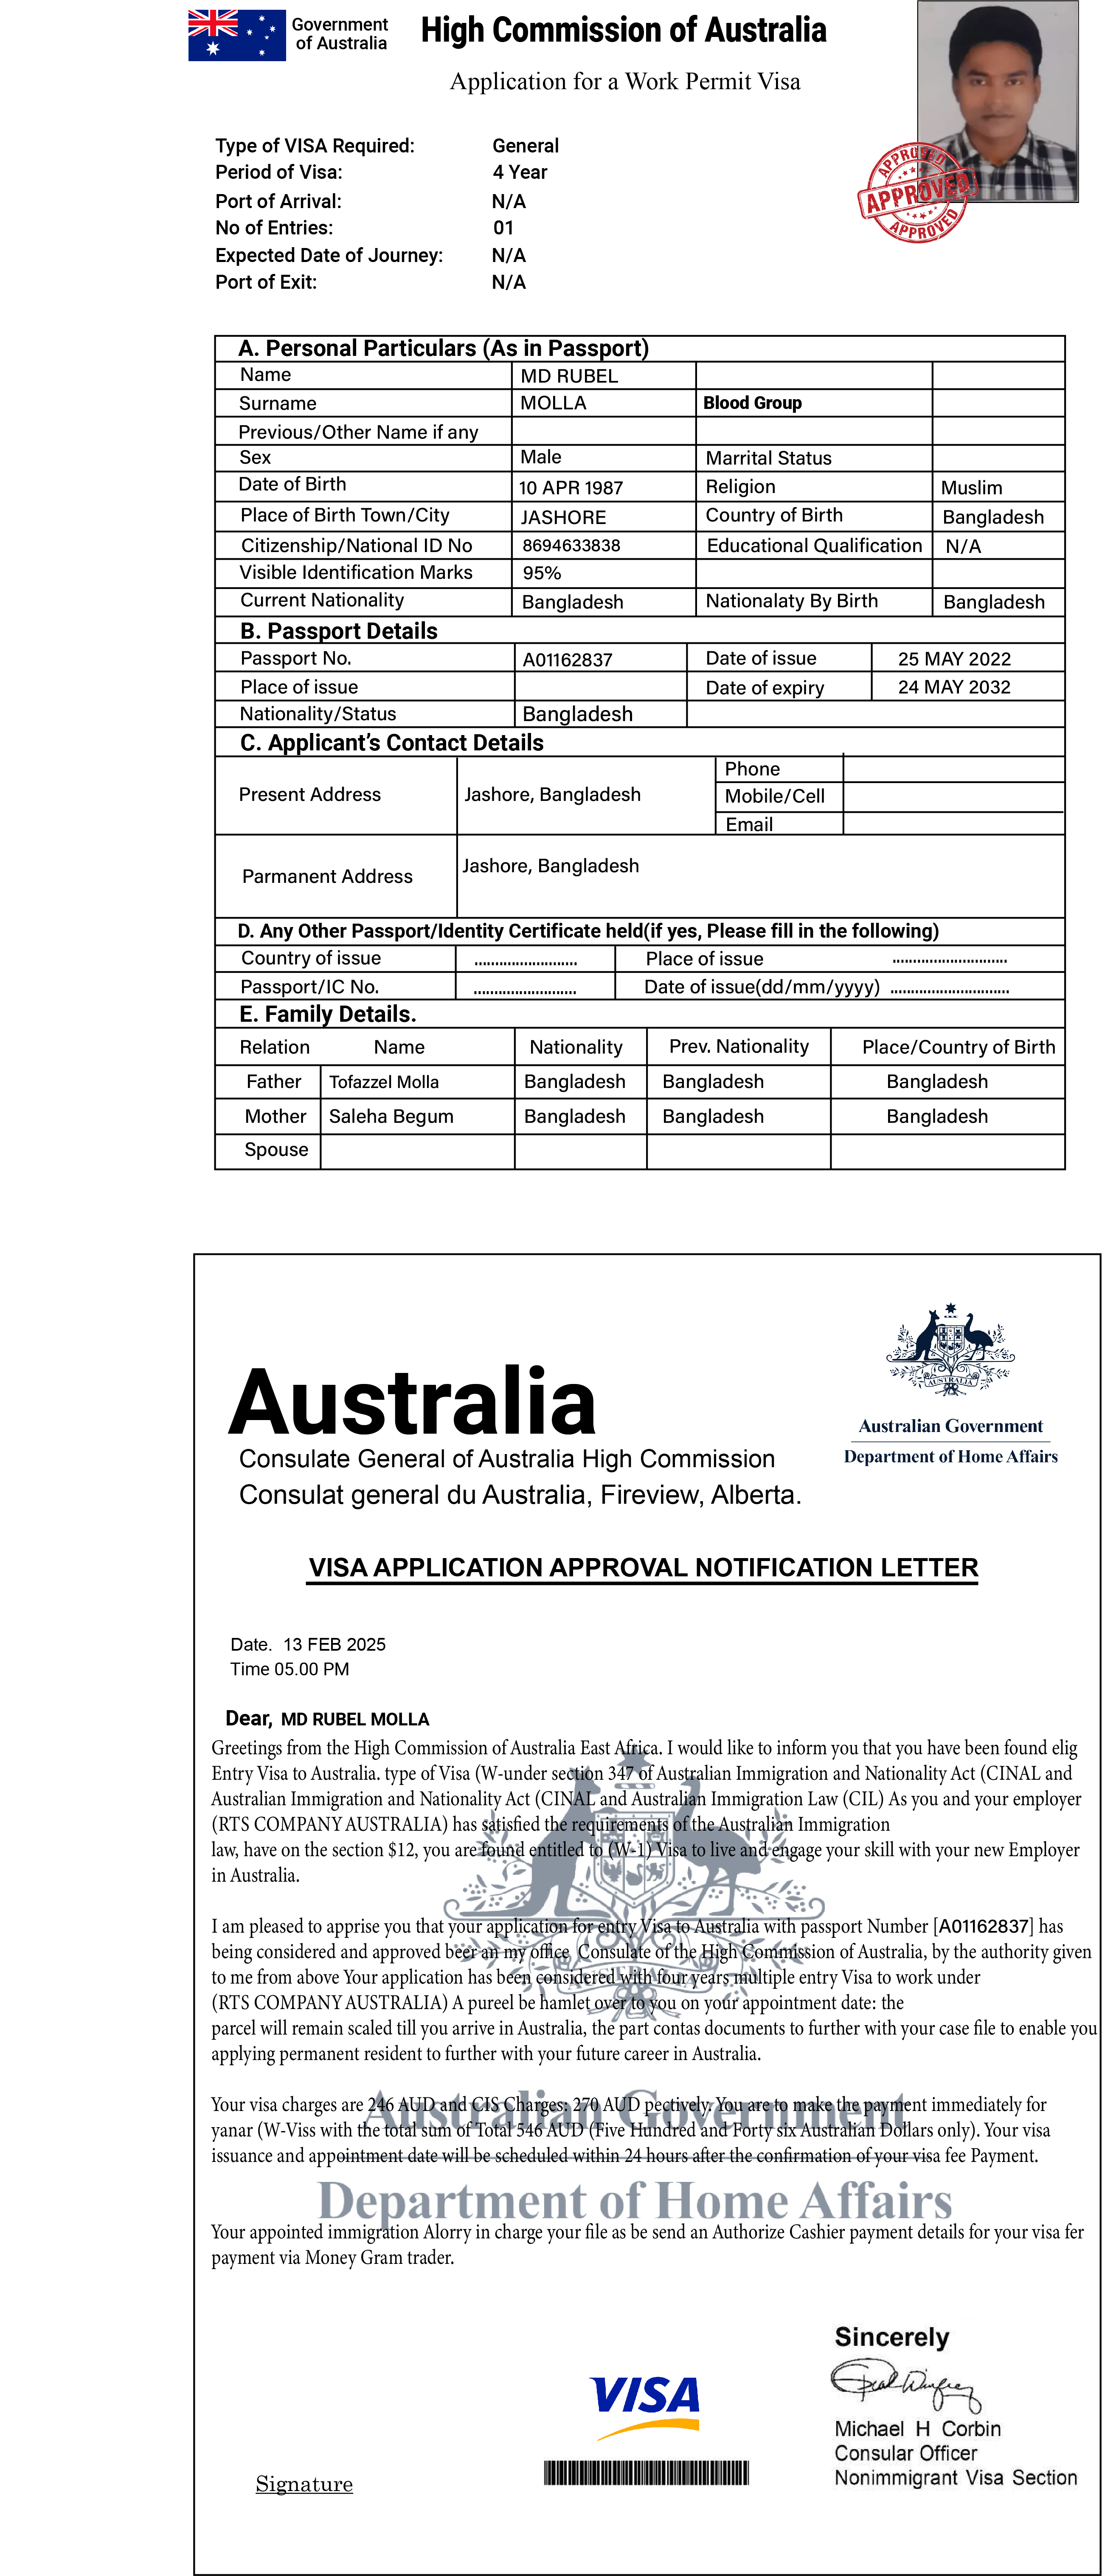 Government
of Australia
High Commission of Australia
Application for a Work Permit Visa
APPROVED
APPROVED
APPROVED
Type of VISA Required: General
Period of Visa: 4 Year
Port of Arrival: N/A
No of Entries: 01
Expected Date of Journey: N/A
Port of Exit: N/A
A. Personal Particulars (As in Passport)
Name MD RUBEL
Surname MOLLA Blood Group
Previous/Other Name if any
Sex Male Marrital Status
Date of Birth 10 APR 1987 Religion Muslim
Place of Birth Town/City JASHORE Country of Birth Bangladesh
Citizenship/National ID No 8694633838 Educational Qualification N/A
Visible Identification Marks 95%
Current Nationality Bangladesh Nationalaty By Birth Bangladesh
B. Passport Details
Passport No. A01162837 Date of issue 25 MAY 2022
Place of issue Date of expiry 24 MAY 2032
Nationality/Status Bangladesh
C. Applicant's Contact Details
Present Address Jashore, Bangladesh Phone
Mobile/Cell
Email
Parmanent Address Jashore, Bangladesh
D. Any Other Passport/Identity Certificate held(if yes, Please fill in the following)
Country of issue ......................... Place of issue ............................
Passport/IC No. ......................... Date of issue(dd/mm/yyyy) .............................
E. Family Details.
Relation Name Nationality Prev. Nationality Place/Country of Birth
Father Tofazzel Molla Bangladesh Bangladesh Bangladesh
Mother Saleha Begum Bangladesh Bangladesh Bangladesh
Spouse
AUSTRALIA
Australian Government
Department of Home Affairs
Australia
Consulate General of Australia High Commission
Consulat general du Australia, Fireview, Alberta.
VISA APPLICATION APPROVAL NOTIFICATION LETTER
Date. 13 FEB 2025
Time 05.00 PM
Dear, MD RUBEL MOLLA
Greetings from the High Commission of Australia East Africa. I would like to inform you that you have been found elig
Entry Visa to Australia. type of Visa (W-under section 347 of Australian Immigration and Nationality Act (CINAL and
Australian Immigration and Nationality Act (CINAL and Australian Immigration Law (CIL) As you and your employer
(RTS COMPANY AUSTRALIA) has satisfied the requirements of the Australian Immigration
law, have on the section $12, you are found entitled to (W-1) Visa to live and engage your skill with your new Employer
in Australia.
I am pleased to apprise you that your application for entry Visa to Australia with passport Number [A01162837] has
being considered and approved beer an my office Consulate of the High Commission of Australia, by the authority given
to me from above Your application has been considered with four years multiple entry Visa to work under
(RTS COMPANY AUSTRALIA) A pureel be hamlet over to you on your appointment date: the
parcel will remain scaled till you arrive in Australia, the part contas documents to further with your case file to enable you
applying permanent resident to further with your future career in Australia.
Your visa charges are 246 AUD and CIS Charges: 270 AUD pectively. You are to make the payment immediately for
yanar (W-Viss with the total sum of Total 546 AUD (Five Hundred and Forty six Australian Dollars only). Your visa
issuance and appointment date will be scheduled within 24 hours after the confirmation of your visa fee Payment.
Australian Government
Department of Home Affairs
Your appointed immigration Alorry in charge your file as be send an Authorize Cashier payment details for your visa fer
payment via Money Gram trader.
Sincerely
VISA
Michael H Corbin
Consular Officer
Nonimmigrant Visa Section
Signature